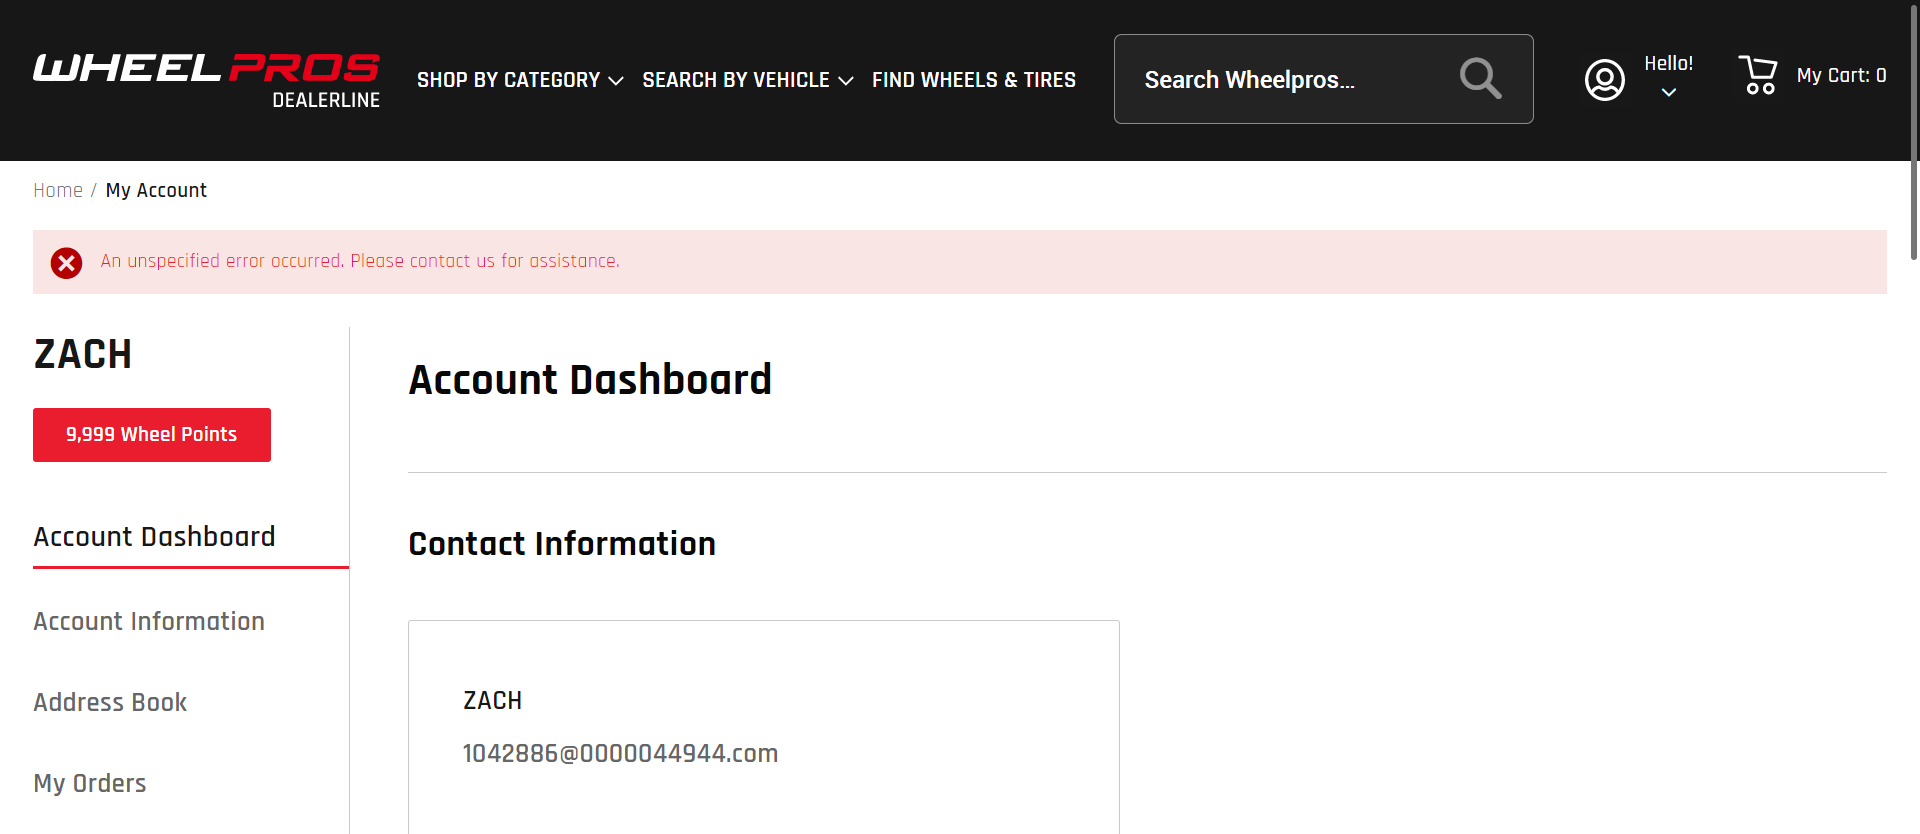 WHEEL PROS
DEALERLINE
SHOP BY CATEGORY
SEARCH BY VEHICLE
FIND WHEELS & TIRES
Search Wheelpros...
Hello!
My Cart: 0
Home / My Account
An unspecified error occurred. Please contact us for assistance.
ZACH
9,999 Wheel Points
Account Dashboard
Account Information
Address Book
My Orders
Account Dashboard
Contact Information
ZACH
1042886@0000044944.com